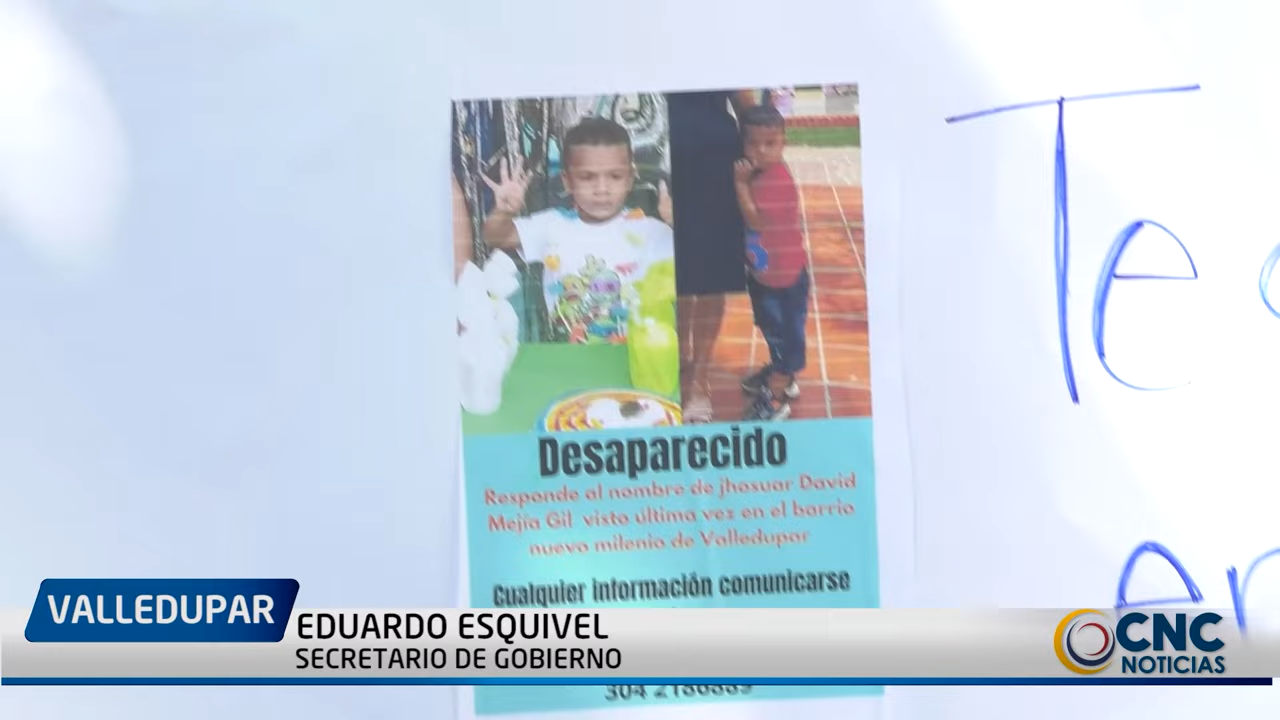 Te
Desaparecido
Responde al nombre de jhosuar David
Mejía Gil visto última vez en el barrio
nuevo milenio de Valledupar
Cualquier información comunicarse
VALLEDUPAR
EDUARDO ESQUIVEL
SECRETARIO DE GOBIERNO
CNC
NOTICIAS
304